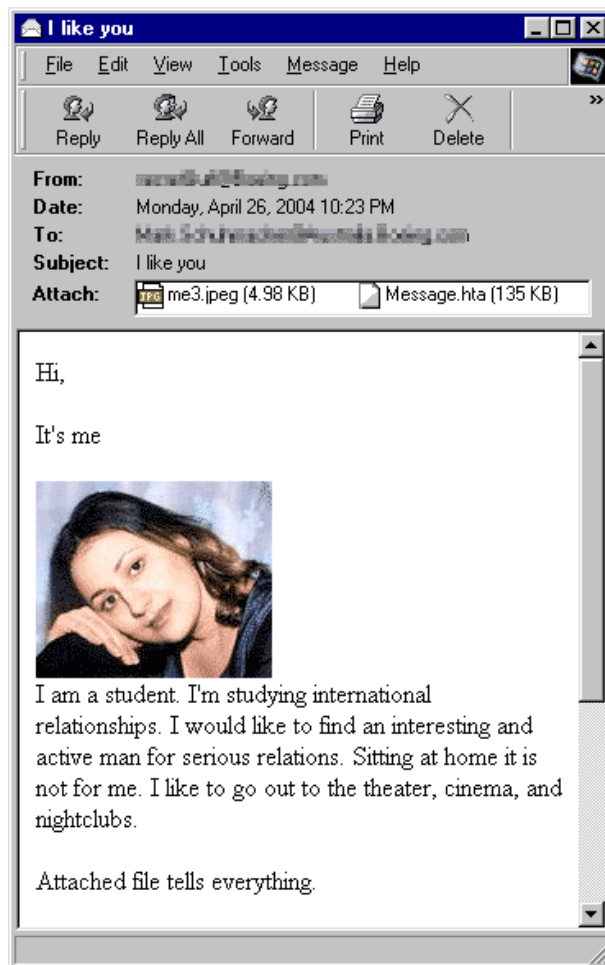 I like you
File Edit View Tools Message Help
Reply Reply All Forward Print Delete »
From:
Date: Monday, April 26, 2004 10:23 PM
To:
Subject: I like you
Attach: me3.jpeg (4.98 KB) Message.hta (135 KB)
Hi,
It's me
I am a student. I'm studying international
relationships. I would like to find an interesting and
active man for serious relations. Sitting at home it is
not for me. I like to go out to the theater, cinema, and
nightclubs.
Attached file tells everything.